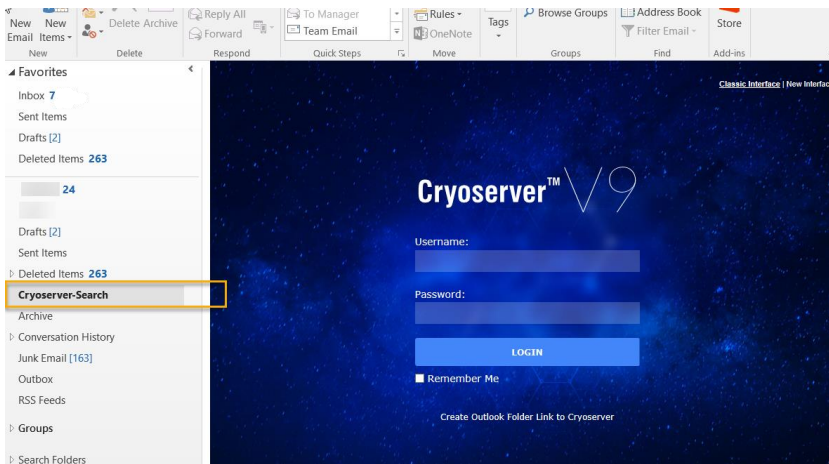 New New Delete Archive Reply All To Manager Rules Tags Browse Groups Address Book Store
Email Items Forward Team Email OneNote Filter Email
New Delete Respond Quick Steps Move Groups Find Add-ins
Favorites
Inbox 7
Sent Items
Drafts [2]
Deleted Items 263
24
Drafts [2]
Sent Items
Deleted Items 263
Cryoserver-Search
Archive
Conversation History
Junk Email [163]
Outbox
RSS Feeds
Groups
Search Folders
Classic Interface | New Interfac
Cryoserver™ V9
Username:
Password:
LOGIN
Remember Me
Create Outlook Folder Link to Cryoserver